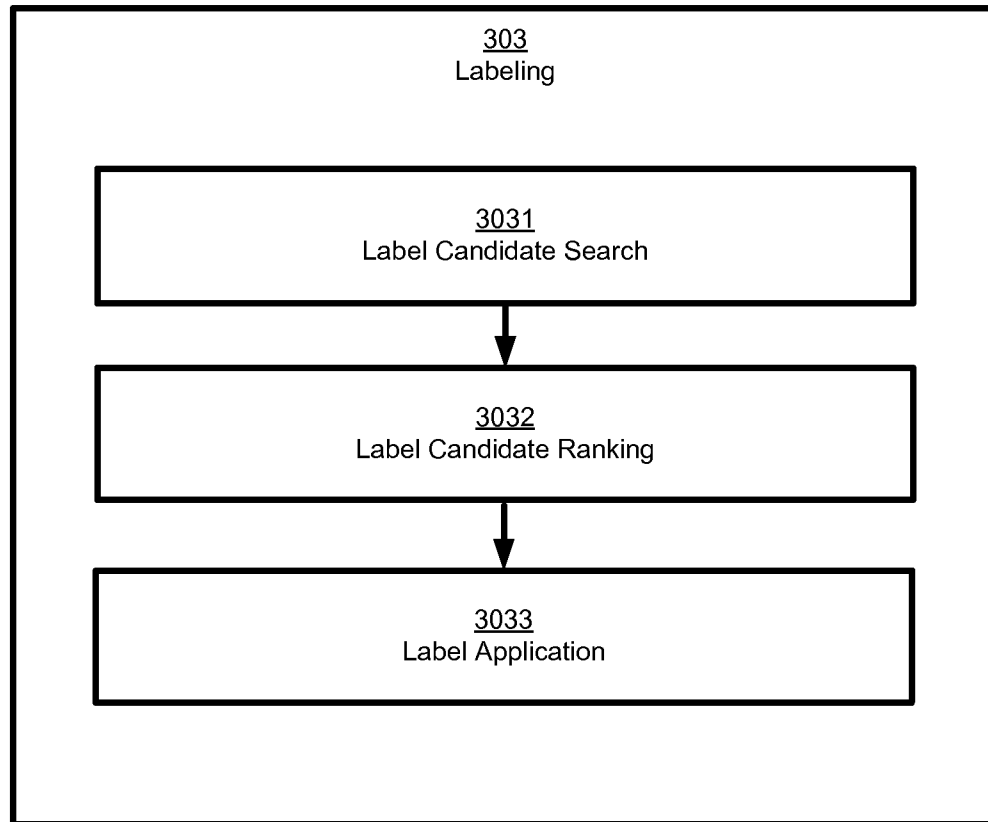 303
Labeling
3031
Label Candidate Search
3032
Label Candidate Ranking
3033
Label Application